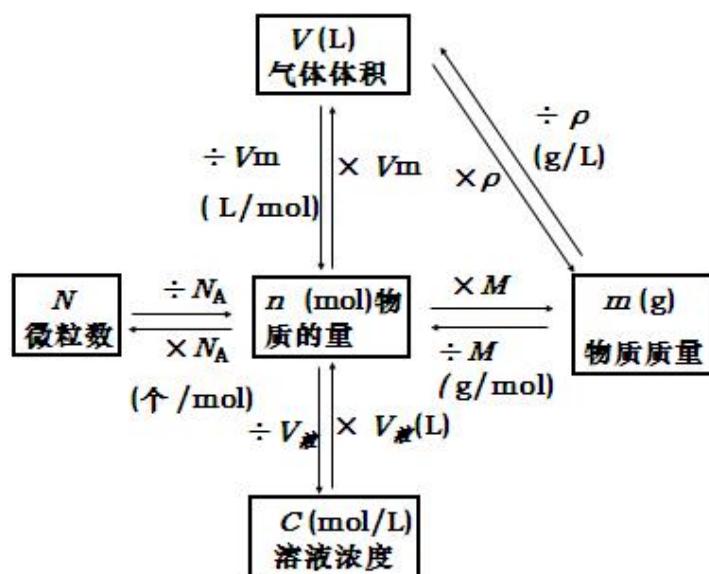 V(L)
气体体积
÷ Vm
× Vm
( L/mol)
× ρ
÷ ρ
(g/L)
N
微粒数
÷ NA
× NA
(个/mol)
n (mol)物
质的量
× M
÷ M
(g/mol)
m(g)
物质质量
÷ V液
× V液(L)
C(mol/L)
溶液浓度